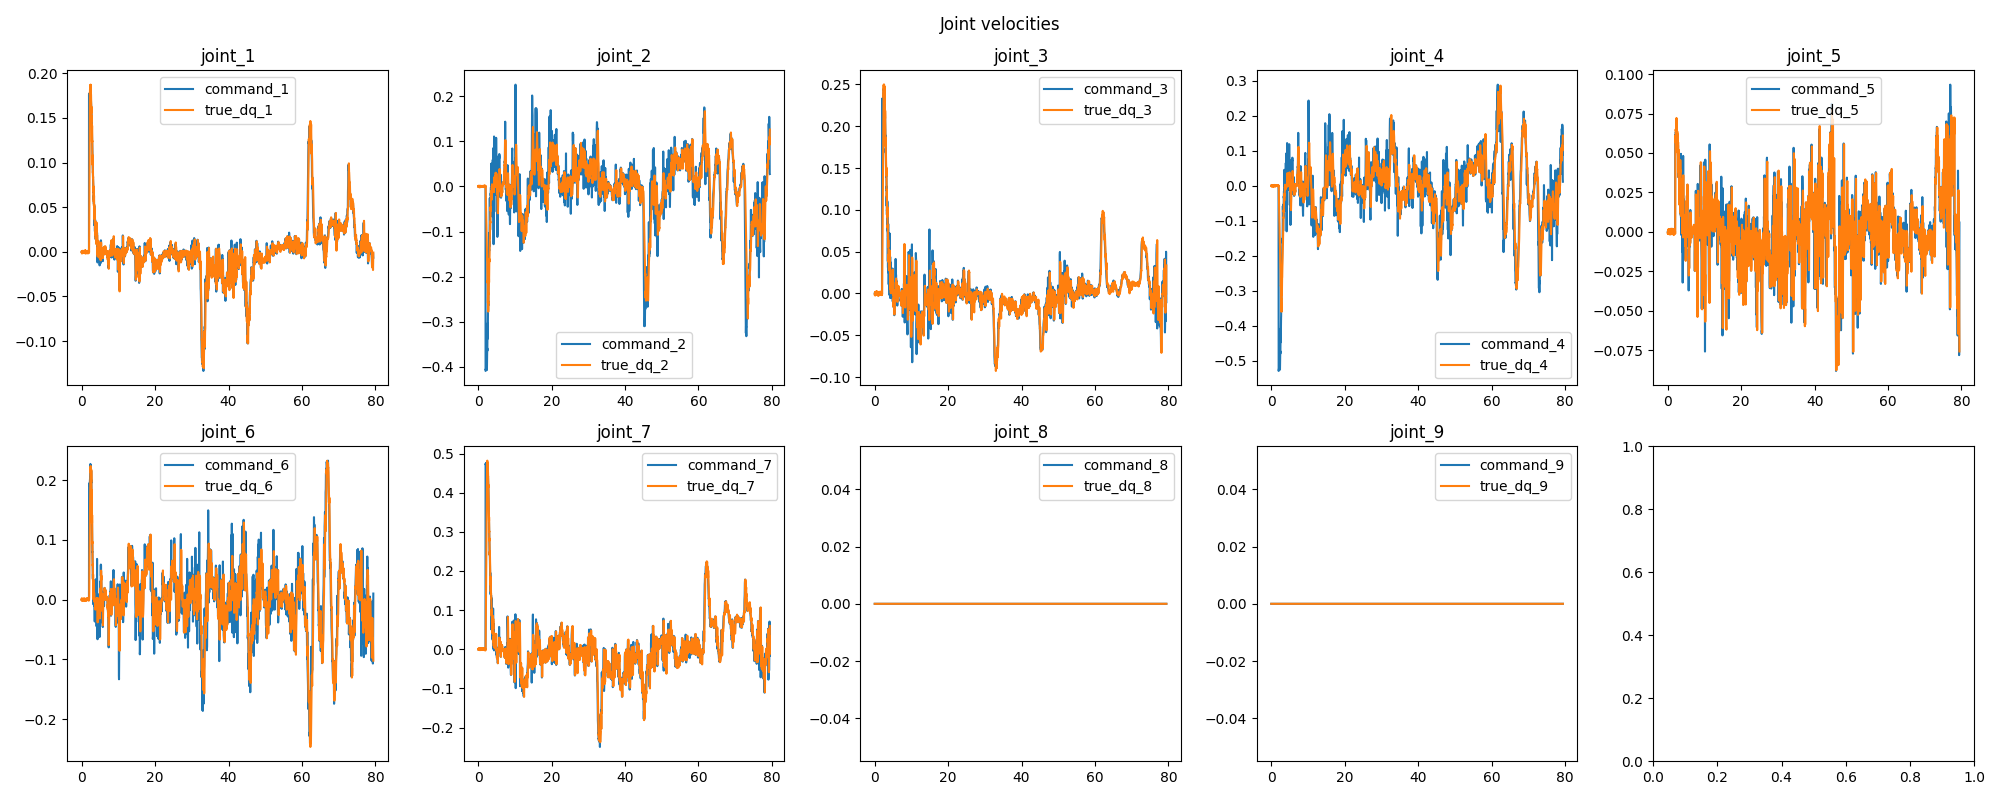 Joint velocities
joint_1
0.20
0.15
0.10
0.05
0.00
−0.05
−0.10
command_1
true_dq_1
0 20 40 60 80
joint_2
0.2
0.1
0.0
−0.1
−0.2
−0.3
−0.4
command_2
true_dq_2
0 20 40 60 80
joint_3
0.25
0.20
0.15
0.10
0.05
0.00
−0.05
−0.10
command_3
true_dq_3
0 20 40 60 80
joint_4
0.3
0.2
0.1
0.0
−0.1
−0.2
−0.3
−0.4
−0.5
command_4
true_dq_4
0 20 40 60 80
joint_5
0.100
0.075
0.050
0.025
0.000
−0.025
−0.050
−0.075
command_5
true_dq_5
0 20 40 60 80
joint_6
0.2
0.1
0.0
−0.1
−0.2
command_6
true_dq_6
0 20 40 60 80
joint_7
0.5
0.4
0.3
0.2
0.1
0.0
−0.1
−0.2
command_7
true_dq_7
0 20 40 60 80
joint_8
0.04
0.02
0.00
−0.02
−0.04
command_8
true_dq_8
0 20 40 60 80
joint_9
0.04
0.02
0.00
−0.02
−0.04
command_9
true_dq_9
0 20 40 60 80
1.0
0.8
0.6
0.4
0.2
0.0
0.0 0.2 0.4 0.6 0.8 1.0